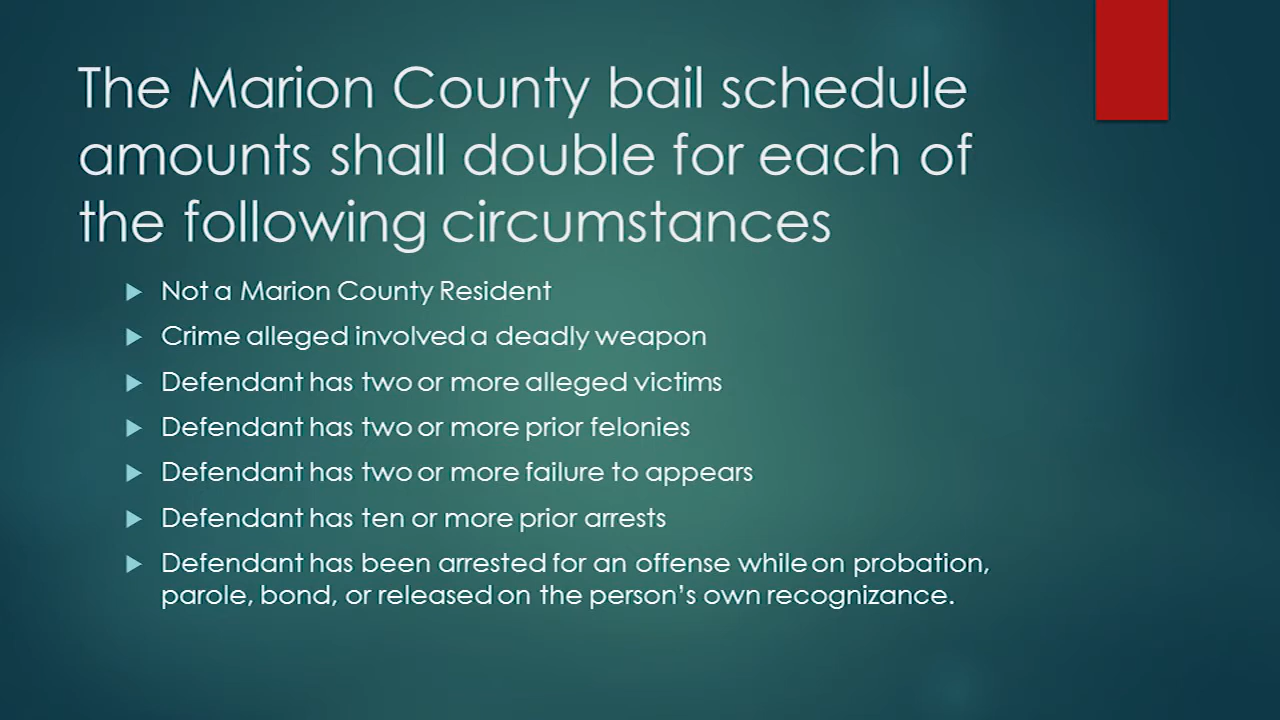 The Marion County bail schedule
amounts shall double for each of
the following circumstances
Not a Marion County Resident
Crime alleged involved a deadly weapon
Defendant has two or more alleged victims
Defendant has two or more prior felonies
Defendant has two or more failure to appears
Defendant has ten or more prior arrests
Defendant has been arrested for an offense while on probation,
parole, bond, or released on the person’s own recognizance.